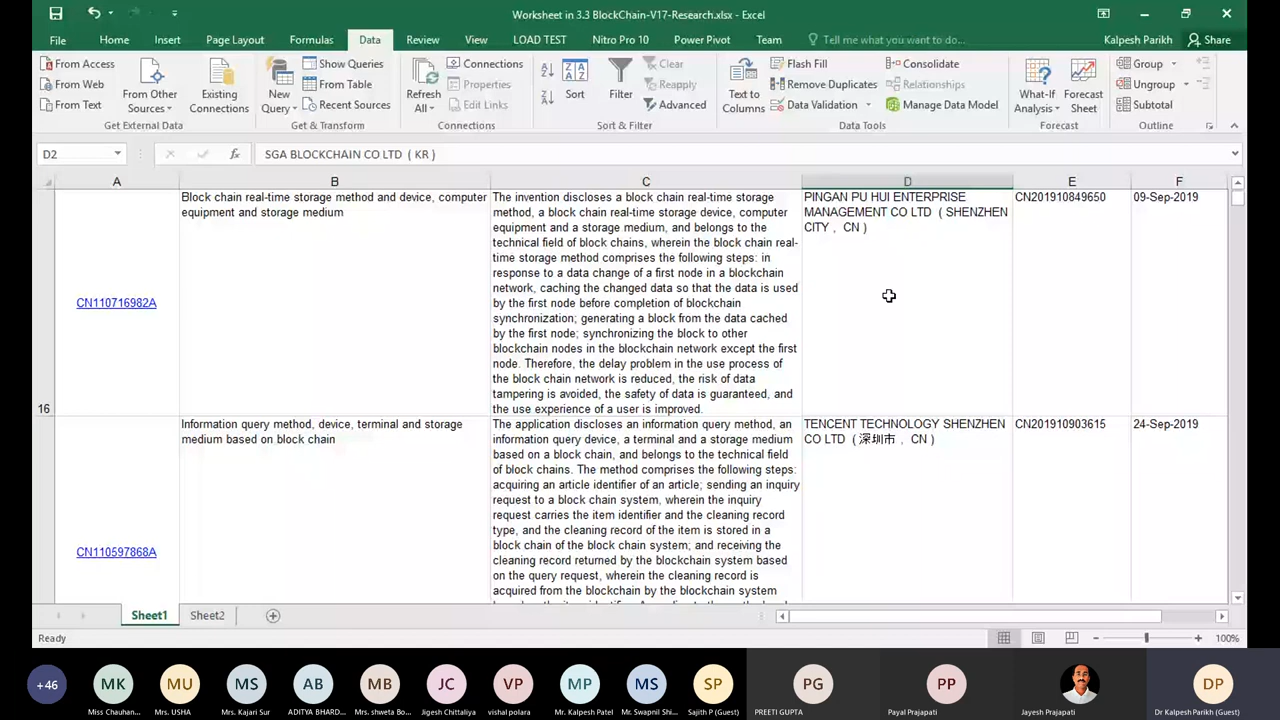 Worksheet in 3.3 BlockChain-V17-Research.xlsx - Excel
File Home Insert Page Layout Formulas Data Review View LOAD TEST Nitro Pro 10 Power Pivot Team Tell me what you want to do... Kalpesh Parikh Share
From Access
From Web
From Text
From Other Sources
Existing Connections
Get External Data
New Query
Show Queries
From Table
Recent Sources
Get & Transform
Refresh All
Connections
Properties
Edit Links
Connections
Sort
Filter
Clear
Reapply
Advanced
Sort & Filter
Text to Columns
Flash Fill
Remove Duplicates
Data Validation
Consolidate
Relationships
Manage Data Model
Data Tools
What-If Analysis
Forecast Sheet
Forecast
Group
Ungroup
Subtotal
Outline
D2 fx SGA BLOCKCHAIN CO LTD ( KR )
A B C D E F
16
CN110716982A
Block chain real-time storage method and device, computer
equipment and storage medium
The invention discloses a block chain real-time storage
method, a block chain real-time storage device, computer
equipment and a storage medium, and belongs to the
technical field of block chains, wherein the block chain real-
time storage method comprises the following steps: in
response to a data change of a first node in a blockchain
network, caching the changed data so that the data is used
by the first node before completion of blockchain
synchronization; generating a block from the data cached
by the first node; synchronizing the block to other
blockchain nodes in the blockchain network except the first
node. Therefore, the delay problem in the use process of
the block chain network is reduced, the risk of data
tampering is avoided, the safety of data is guaranteed, and
the use experience of a user is improved.
PINGAN PU HUI ENTERPRISE
MANAGEMENT CO LTD ( SHENZHEN
CITY , CN )
CN201910849650
09-Sep-2019
CN110597868A
Information query method, device, terminal and storage
medium based on block chain
The application discloses an information query method, an
information query device, a terminal and a storage medium
based on a block chain, and belongs to the technical field
of block chains. The method comprises the following steps:
acquiring an article identifier of an article; sending an inquiry
request to a block chain system, wherein the inquiry
request carries the item identifier and the cleaning record
type, and the cleaning record of the item is stored in a
block chain of the block chain system; and receiving the
cleaning record returned by the blockchain system based
on the query request, wherein the cleaning record is
acquired from the blockchain by the blockchain system
TENCENT TECHNOLOGY SHENZHEN
CO LTD ( 深圳市 , CN )
CN201910903615
24-Sep-2019
Sheet1 Sheet2
Ready 100%
+46 MK MU MS AB MB JC VP MP MS SP PG PP DP
Miss Chauhan... Mrs. USHA Mrs. Kajari Sur ADITYA BHARD... Mrs. shweta Bo... Jigesh Chittaliya vishal polara Mr. Kalpesh Patel Mr. Swapnil Shi... Sajith P (Guest) PREETI GUPTA Payal Prajapati Jayesh Prajapati Dr Kalpesh Parikh (Guest)